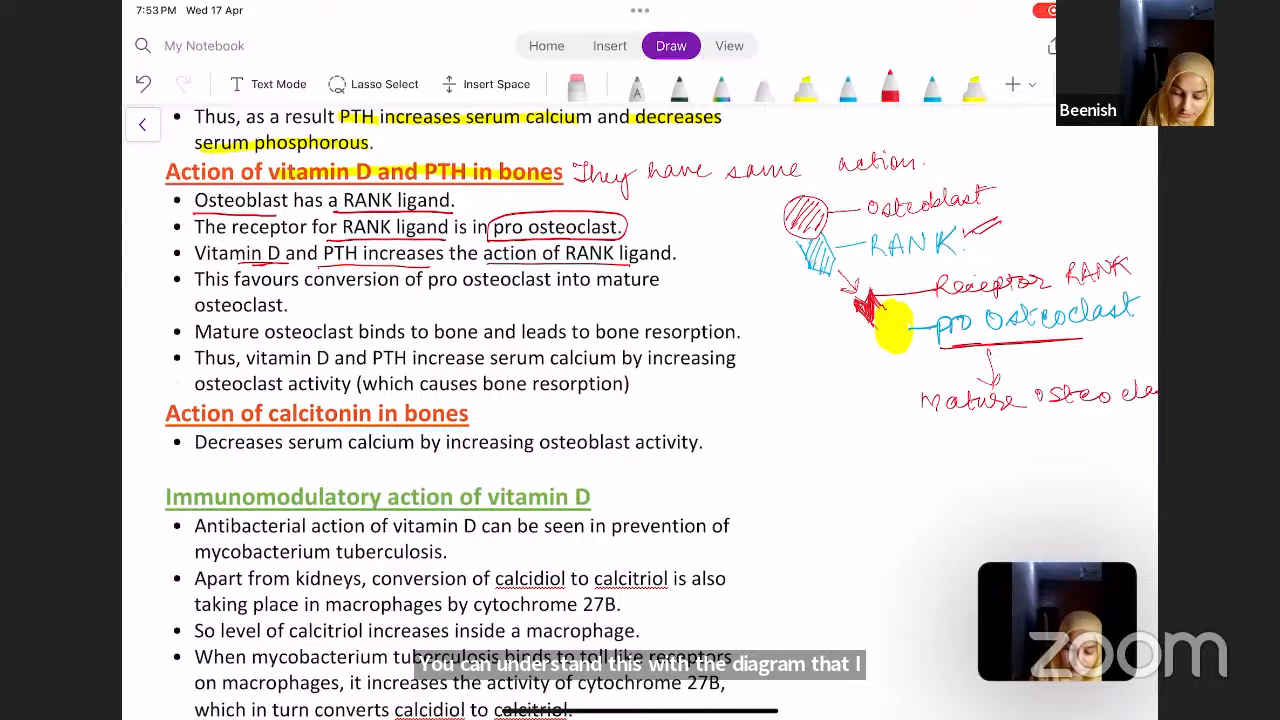 7:53 PM Wed 17 Apr
My Notebook
Home Insert Draw View
Text Mode Lasso Select Insert Space
Beenish
• Thus, as a result PTH increases serum calcium and decreases
serum phosphorous.
Action of vitamin D and PTH in bones They have same action.
• Osteoblast has a RANK ligand.
• The receptor for RANK ligand is in pro osteoclast.
• Vitamin D and PTH increases the action of RANK ligand.
• This favours conversion of pro osteoclast into mature
osteoclast.
• Mature osteoclast binds to bone and leads to bone resorption.
• Thus, vitamin D and PTH increase serum calcium by increasing
osteoclast activity (which causes bone resorption)
Osteoblast
RANK
Receptor RANK
pro Osteoclast
Mature osteo cla
Action of calcitonin in bones
• Decreases serum calcium by increasing osteoblast activity.
Immunomodulatory action of vitamin D
• Antibacterial action of vitamin D can be seen in prevention of
mycobacterium tuberculosis.
• Apart from kidneys, conversion of calcidiol to calcitriol is also
taking place in macrophages by cytochrome 27B.
• So level of calcitriol increases inside a macrophage.
• When mycobacterium tuberculosis binds to toll like receptors
on macrophages, it increases the activity of cytochrome 27B,
which in turn converts calcidiol to calcitriol.
You can understand this with the diagram that I
zoom